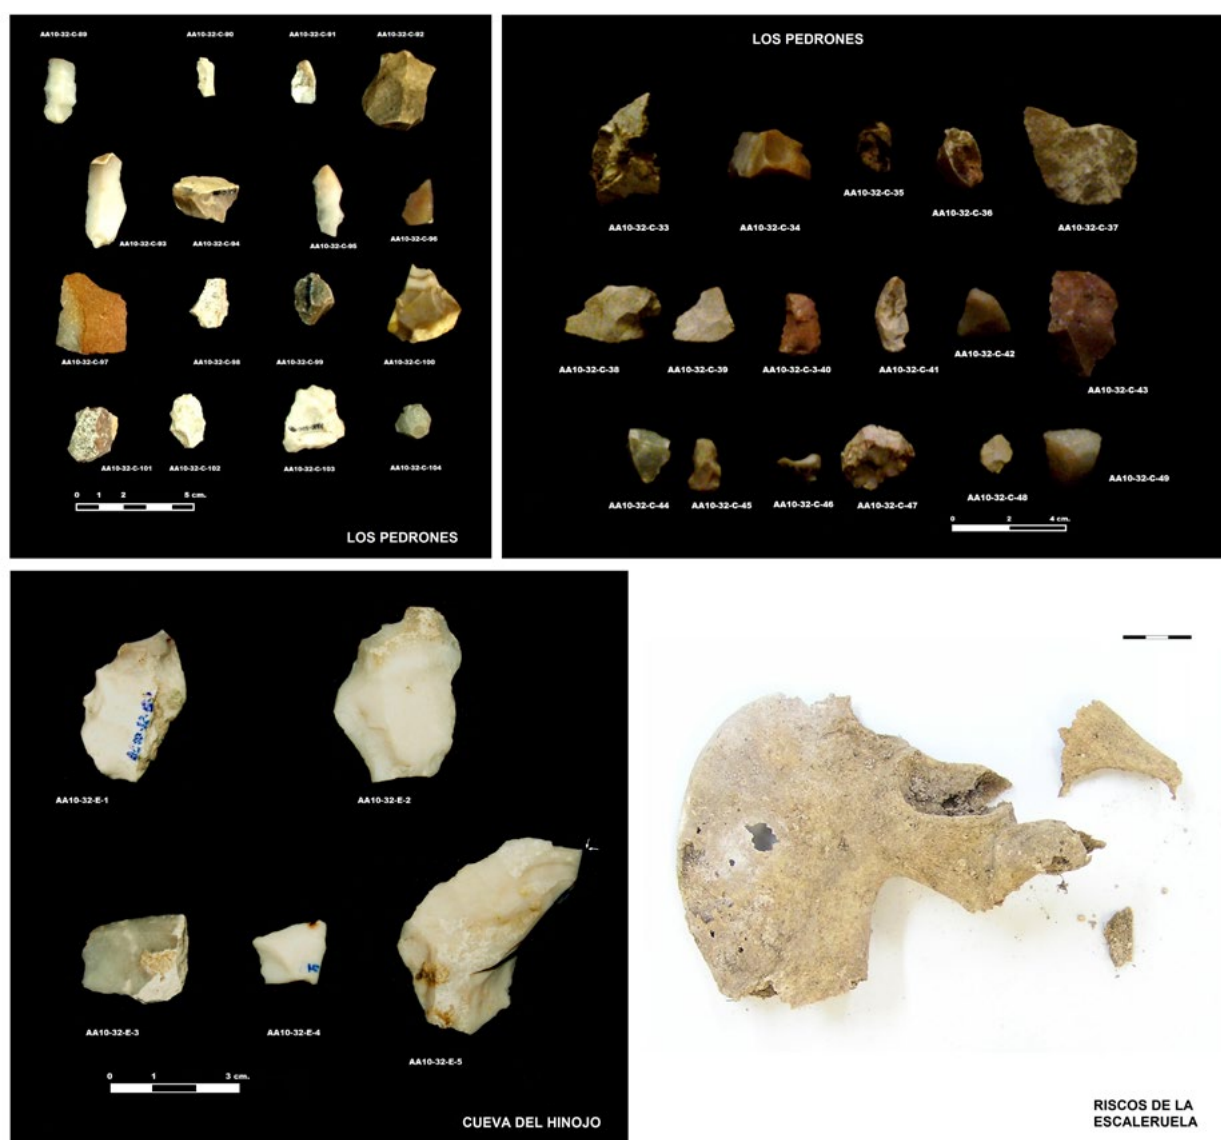 AA10-32-C-89 AA10-32-C-90 AA10-32-C-91 AA10-32-C-92
AA10-32-C-93 AA10-32-C-94 AA10-32-C-95 AA10-32-C-96
AA10-32-C-97 AA10-32-C-98 AA10-32-C-99 AA10-32-C-100
AA10-32-C-101 AA10-32-C-102 AA10-32-C-103 AA10-32-C-104
0 1 2 5 cm.
LOS PEDRONES
LOS PEDRONES
AA10-32-C-33 AA10-32-C-34 AA10-32-C-35 AA10-32-C-36 AA10-32-C-37
AA10-32-C-38 AA10-32-C-39 AA10-32-C-3-40 AA10-32-C-41 AA10-32-C-42 AA10-32-C-43
AA10-32-C-44 AA10-32-C-45 AA10-32-C-46 AA10-32-C-47 AA10-32-C-48 AA10-32-C-49
0 2 4 cm.
AA10-32-E-1 AA10-32-E-2
AA10-32-E-3 AA10-32-E-4 AA10-32-E-5
0 1 3 cm.
CUEVA DEL HINOJO
RISCOS DE LA
ESCALERUELA